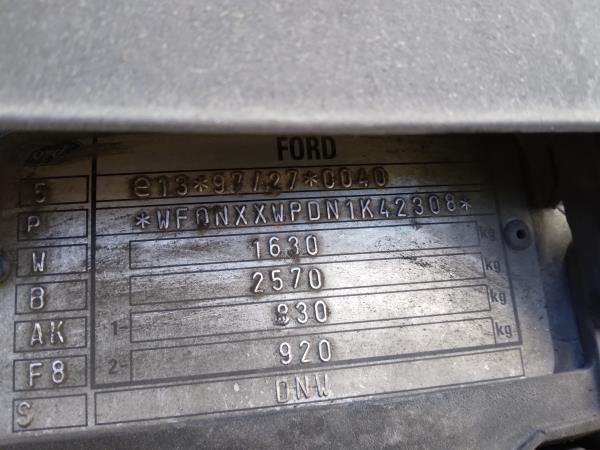 Ford
FORD
5 e13*97/27*0040
P *WF0NXXWPDN1K42308*
W 1630 kg
B 2570 kg
AK 1- 830 kg
F8 2- 920 kg
S DNW